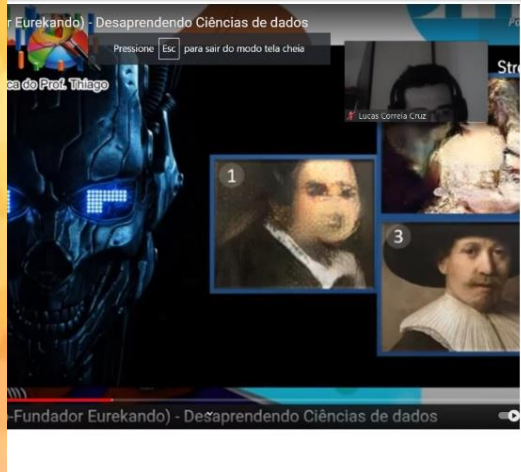 r Eurekando) - Desaprendendo Ciências de dados
Pressione Esc para sair do modo tela cheia
ca do Prof. Thiago
Lucas Correia Cruz
Stre
1
3
o-Fundador Eurekando) - Desaprendendo Ciências de dados